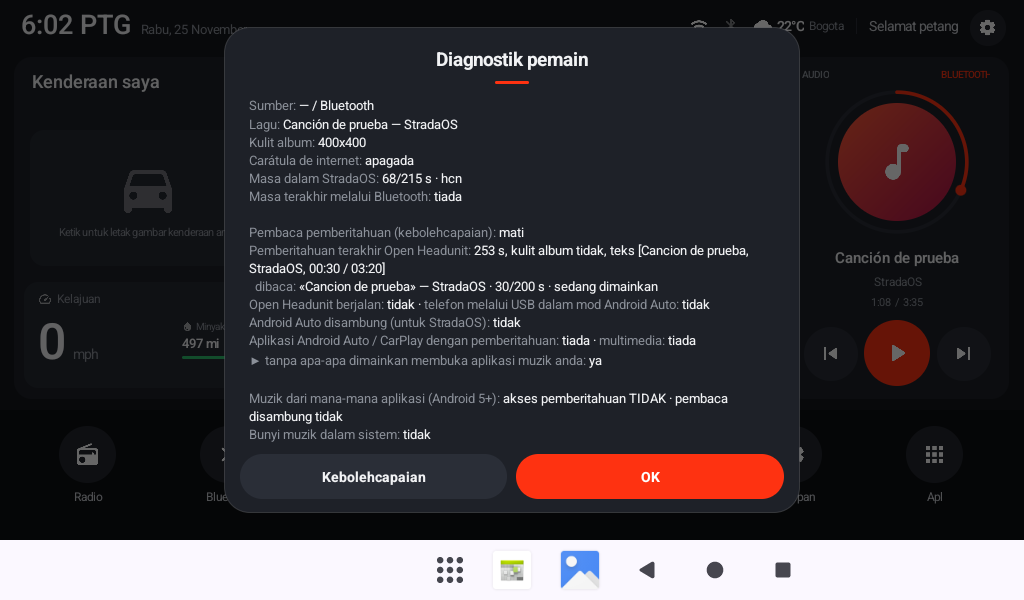 6:02 PTG
Rabu, 25 Novembe
22°C Bogota
Selamat petang
Kenderaan saya
Ketik untuk letak gambar kenderaan an
Kelajuan
0 mph
Minyak
497 mi
Diagnostik pemain
Sumber: — / Bluetooth
Lagu: Canción de prueba — StradaOS
Kulit album: 400x400
Carátula de internet: apagada
Masa dalam StradaOS: 68/215 s · hcn
Masa terakhir melalui Bluetooth: tiada
Pembaca pemberitahuan (kebolehcapaian): mati
Pemberitahuan terakhir Open Headunit: 253 s, kulit album tidak, teks [Cancion de prueba,
StradaOS, 00:30 / 03:20]
dibaca: «Cancion de prueba» — StradaOS · 30/200 s · sedang dimainkan
Open Headunit berjalan: tidak · telefon melalui USB dalam mod Android Auto: tidak
Android Auto disambung (untuk StradaOS): tidak
Aplikasi Android Auto / CarPlay dengan pemberitahuan: tiada · multimedia: tiada
► tanpa apa-apa dimainkan membuka aplikasi muzik anda: ya
Muzik dari mana-mana aplikasi (Android 5+): akses pemberitahuan TIDAK · pembaca
disambung tidak
Bunyi muzik dalam sistem: tidak
Kebolehcapaian
OK
AUDIO
BLUETOOTH
Canción de prueba
StradaOS
1:08 / 3:35
Radio
Blue
pan
Apl